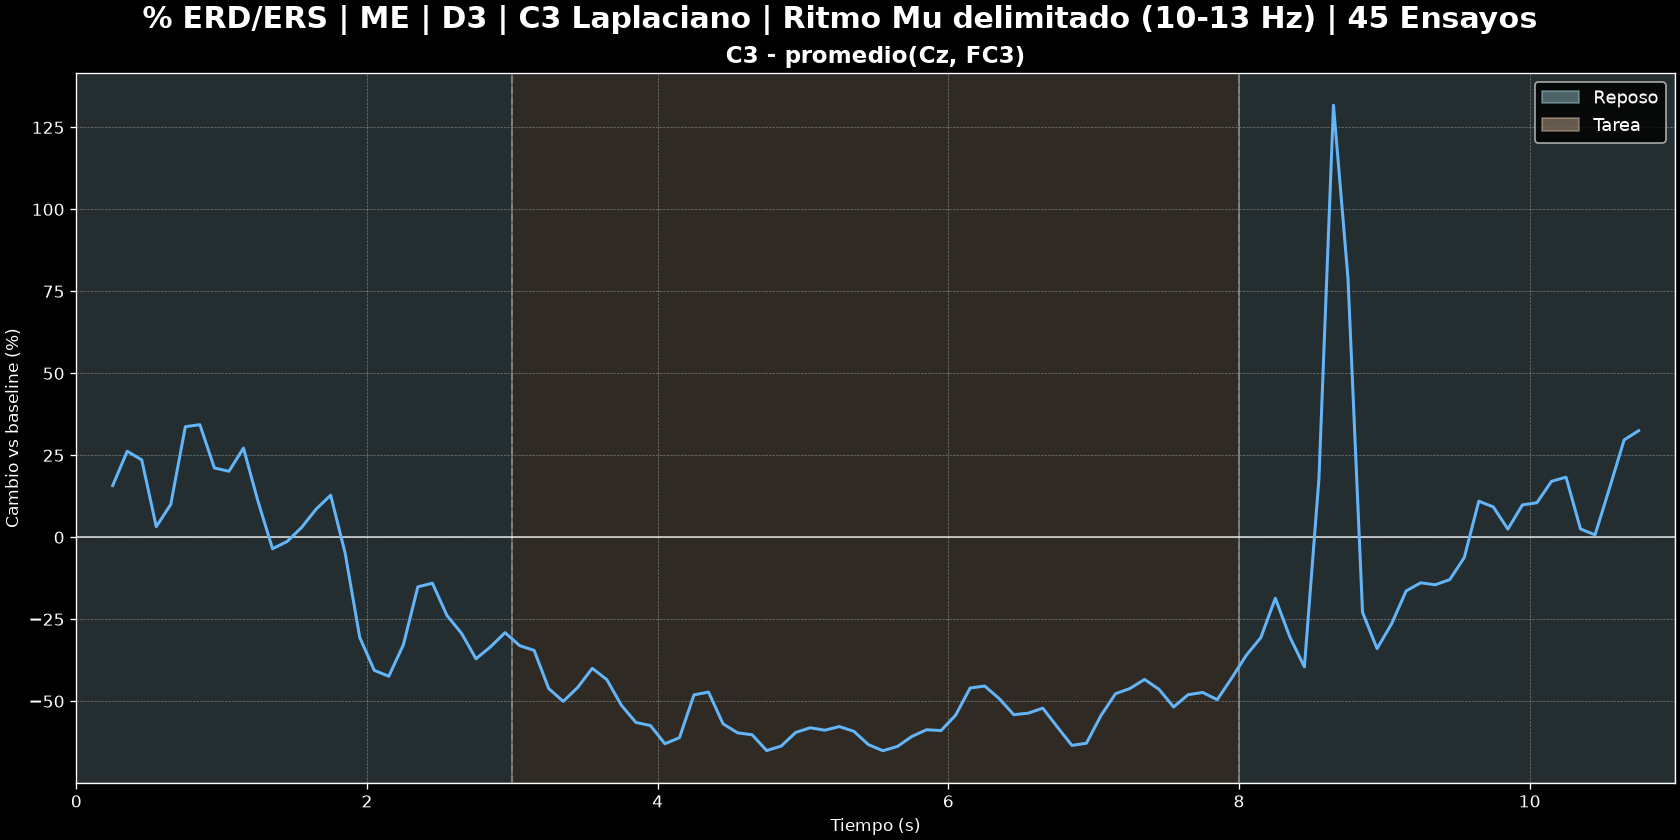 % ERD/ERS | ME | D3 | C3 Laplaciano | Ritmo Mu delimitado (10-13 Hz) | 45 Ensayos
C3 - promedio(Cz, FC3)
Reposo
Tarea
Cambio vs baseline (%)
125
100
75
50
25
0
−25
−50
0 2 4 6 8 10
Tiempo (s)